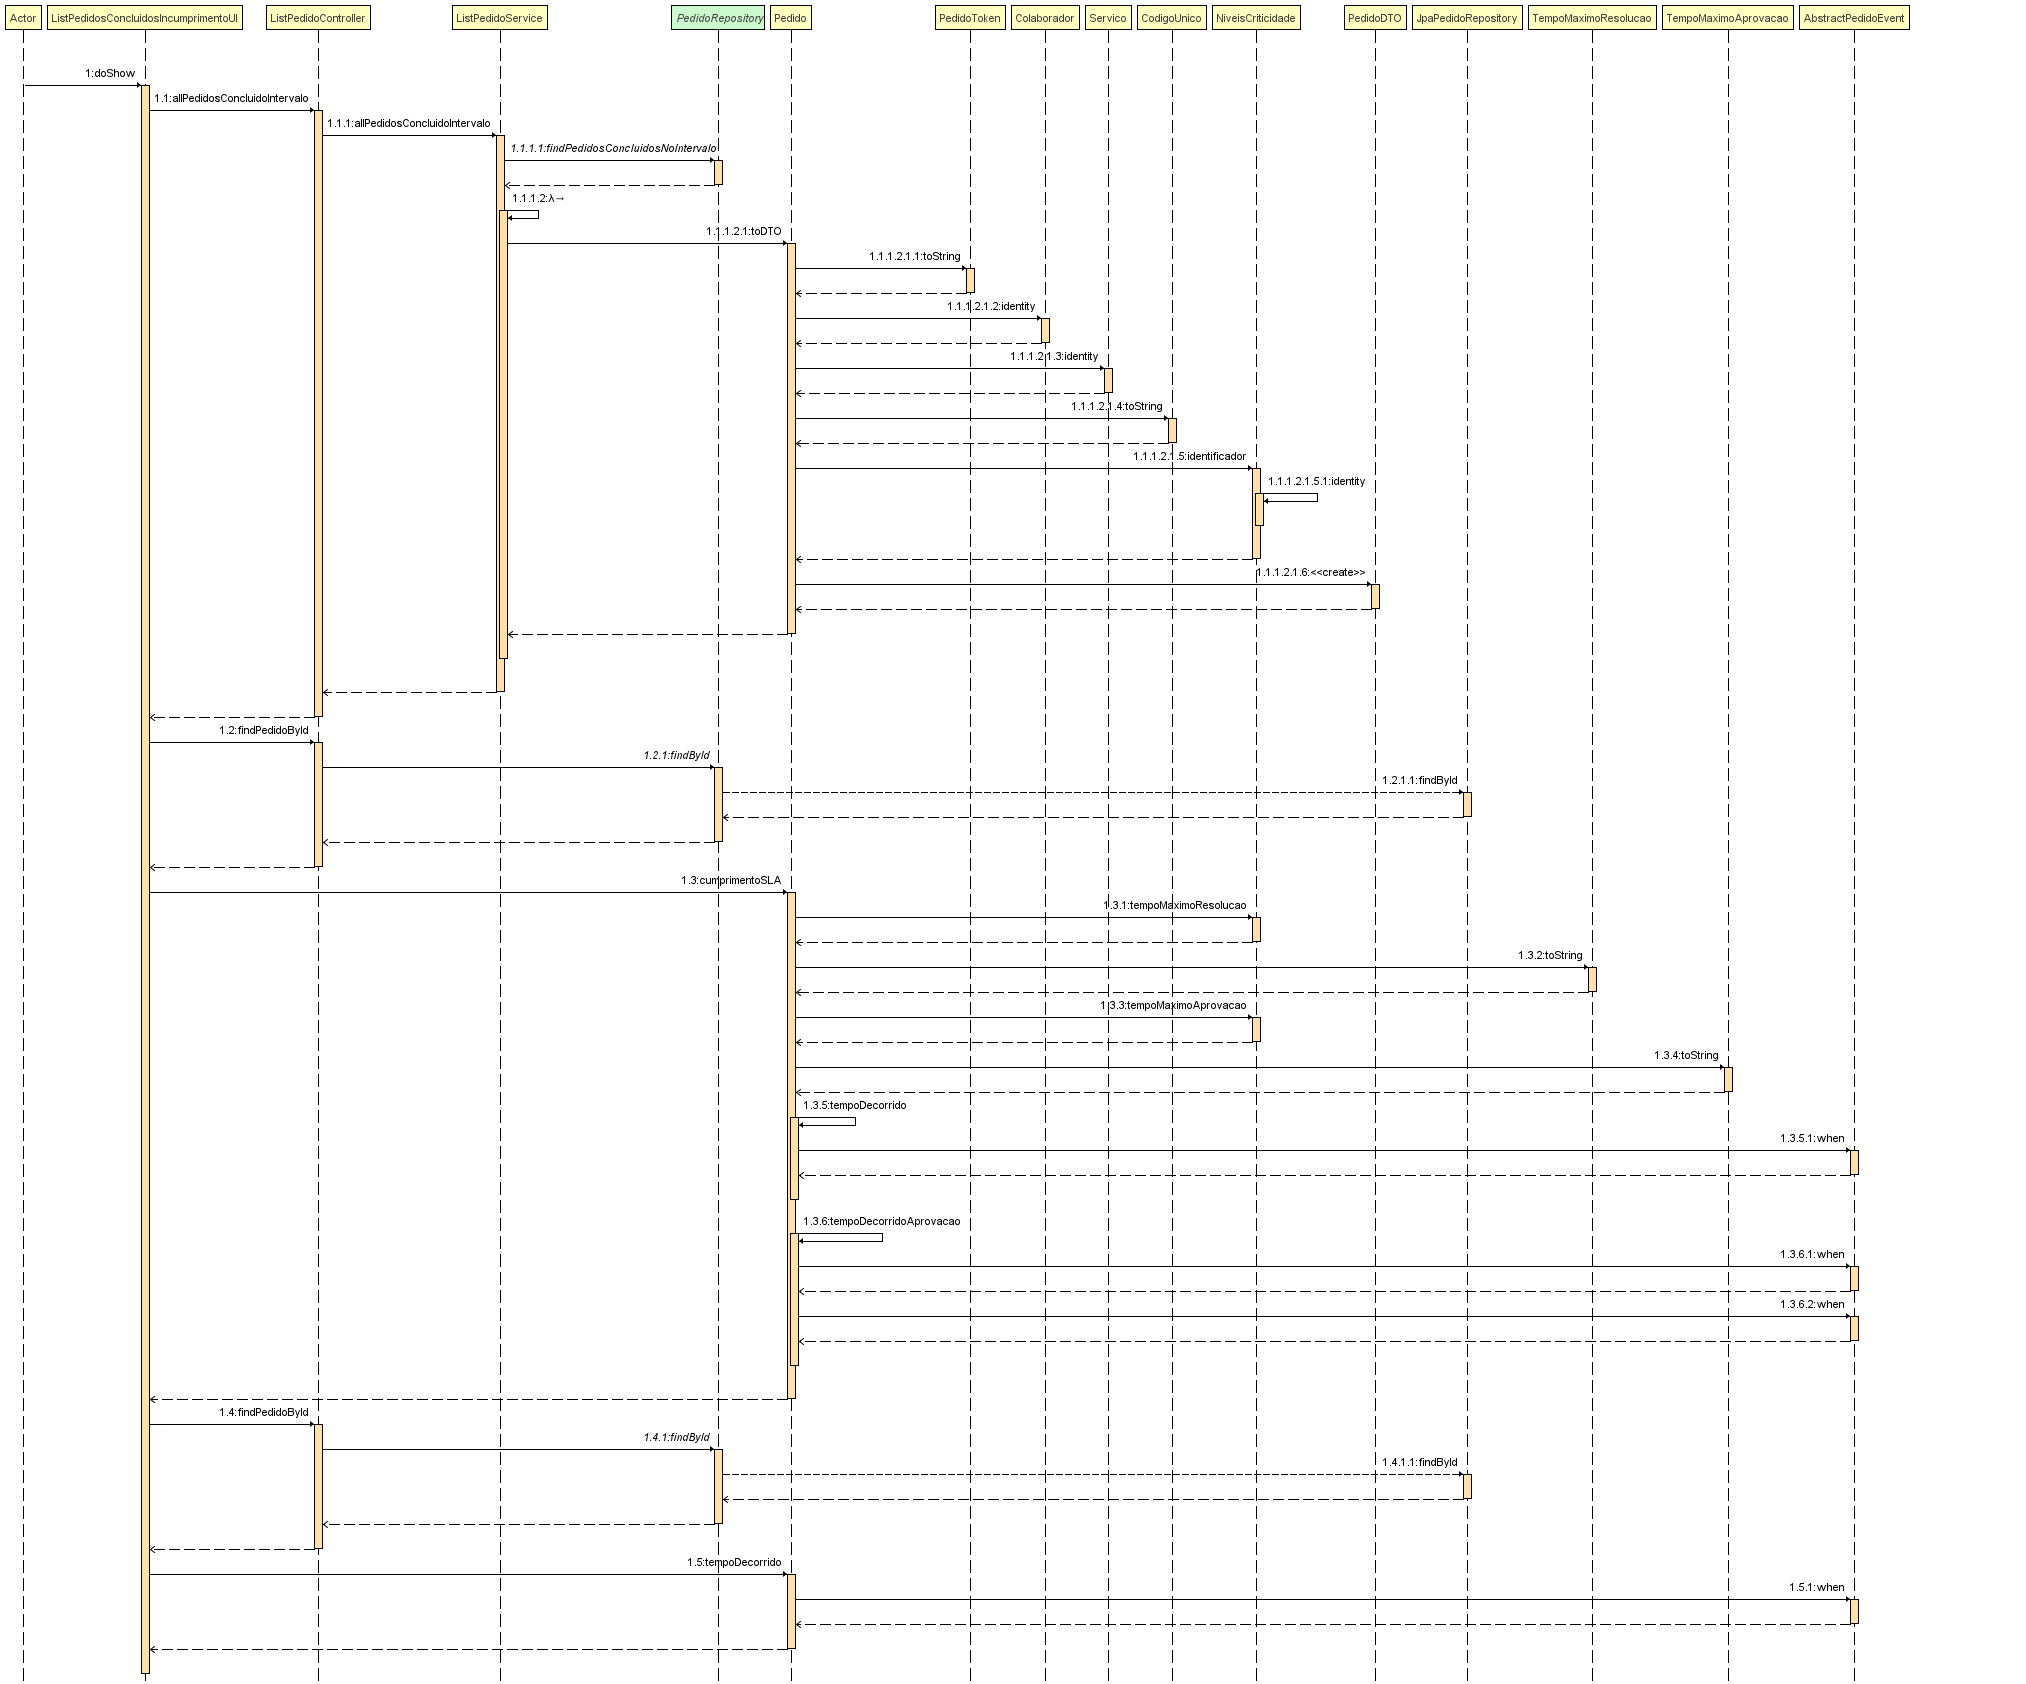 Actor ListPedidosConcluidosIncumprimentoUI ListPedidoController ListPedidoService PedidoRepository Pedido PedidoToken Colaborador Servico CodigoUnico NiveisCriticidade PedidoDTO JpaPedidoRepository TempoMaximoResolucao TempoMaximoAprovacao AbstractPedidoEvent
1:doShow
1.1:allPedidosConcluidoIntervalo
1.1.1:allPedidosConcluidoIntervalo
1.1.1.1:findPedidosConcluidosNoIntervalo
1.1.1.2:λ→
1.1.1.2.1:toDTO
1.1.1.2.1.1:toString
1.1.1.2.1.2:identity
1.1.1.2.1.3:identity
1.1.1.2.1.4:toString
1.1.1.2.1.5:identificador
1.1.1.2.1.5.1:identity
1.1.1.2.1.6:<<create>>
1.2:findPedidoById
1.2.1:findById
1.2.1.1:findById
1.3:cumprimentoSLA
1.3.1:tempoMaximoResolucao
1.3.2:toString
1.3.3:tempoMaximoAprovacao
1.3.4:toString
1.3.5:tempoDecorrido
1.3.5.1:when
1.3.6:tempoDecorridoAprovacao
1.3.6.1:when
1.3.6.2:when
1.4:findPedidoById
1.4.1:findById
1.4.1.1:findById
1.5:tempoDecorrido
1.5.1:when